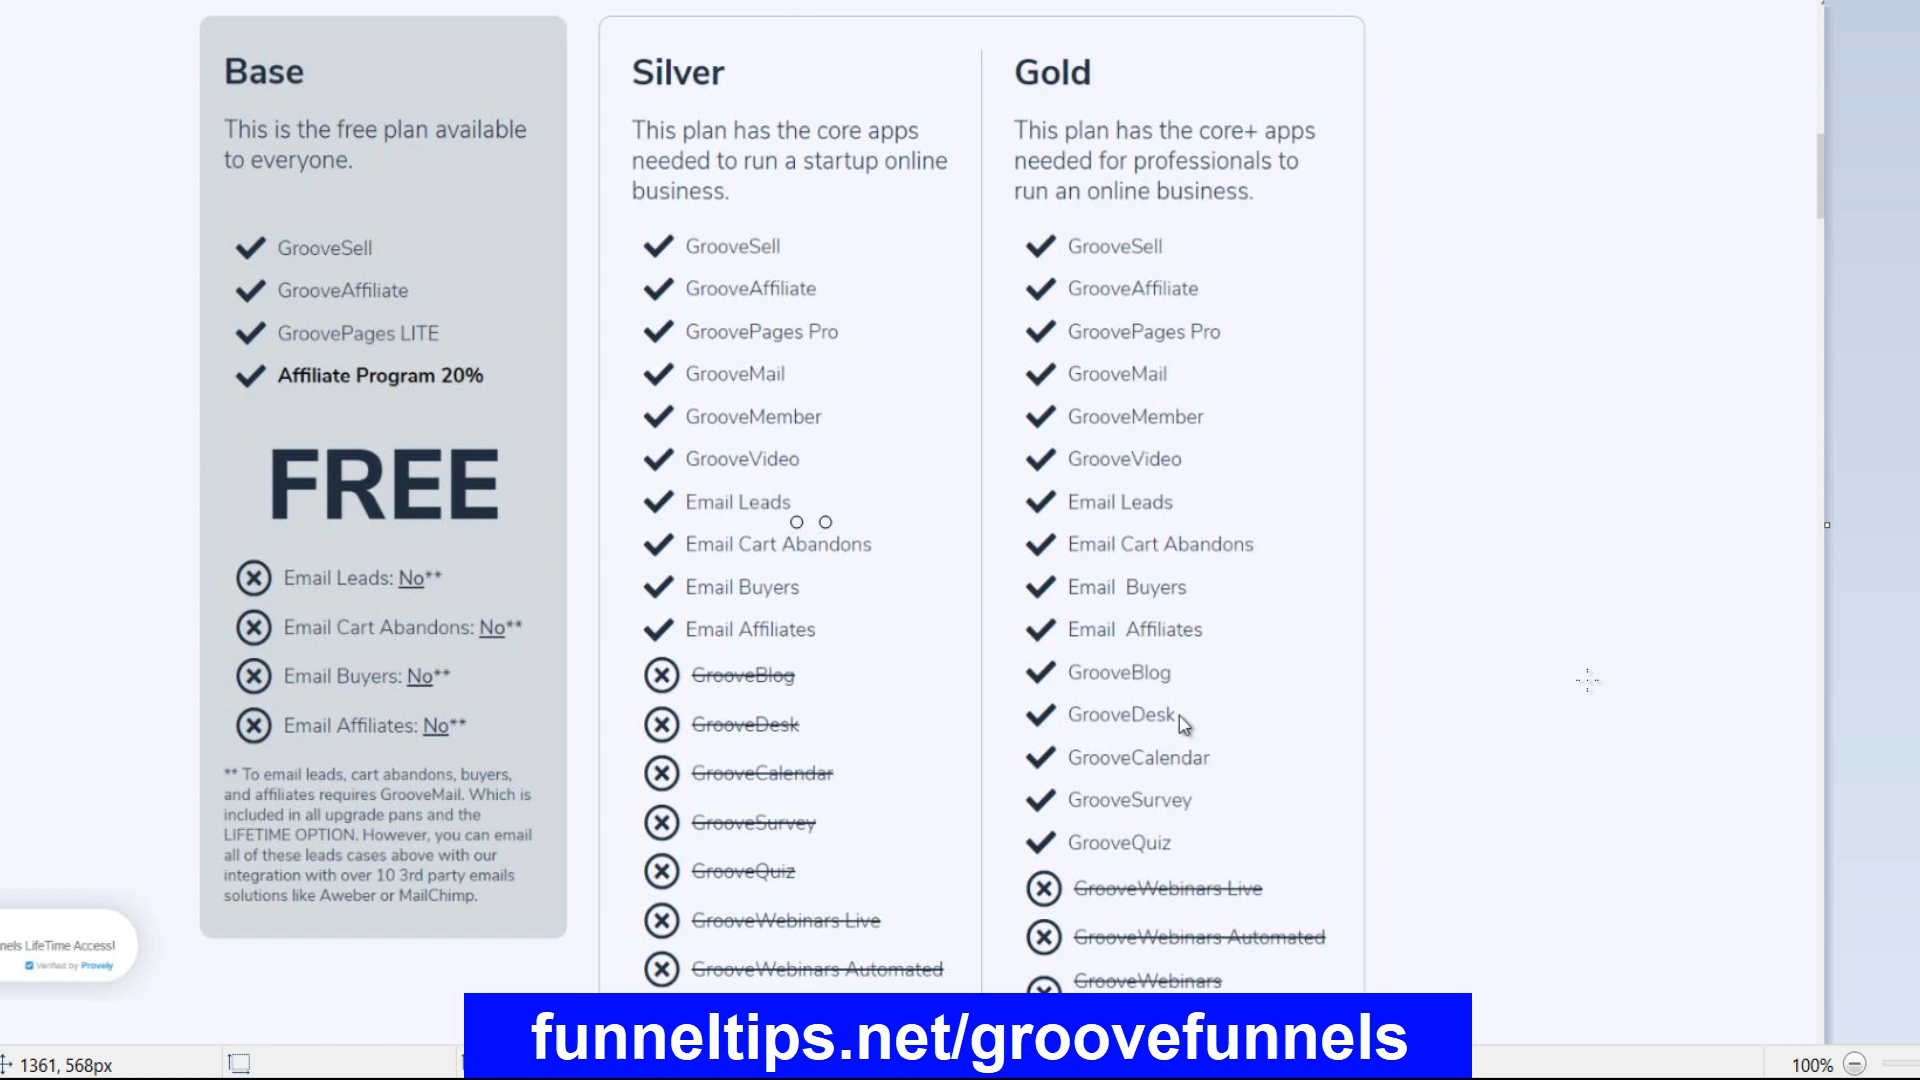 Base
This is the free plan available
to everyone.
GrooveSell
GrooveAffiliate
GroovePages LITE
Affiliate Program 20%
FREE
Email Leads: No**
Email Cart Abandons: No**
Email Buyers: No**
Email Affiliates: No**
** To email leads, cart abandons, buyers,
and affiliates requires GrooveMail. Which is
included in all upgrade pans and the
LIFETIME OPTION. However, you can email
all of these leads cases above with our
integration with over 10 3rd party emails
solutions like Aweber or MailChimp.
Silver
This plan has the core apps
needed to run a startup online
business.
GrooveSell
GrooveAffiliate
GroovePages Pro
GrooveMail
GrooveMember
GrooveVideo
Email Leads
Email Cart Abandons
Email Buyers
Email Affiliates
GrooveBlog
GrooveDesk
GrooveCalendar
GrooveSurvey
GrooveQuiz
GrooveWebinars Live
GrooveWebinars Automated
Gold
This plan has the core+ apps
needed for professionals to
run an online business.
GrooveSell
GrooveAffiliate
GroovePages Pro
GrooveMail
GrooveMember
GrooveVideo
Email Leads
Email Cart Abandons
Email Buyers
Email Affiliates
GrooveBlog
GrooveDesk
GrooveCalendar
GrooveSurvey
GrooveQuiz
GrooveWebinars Live
GrooveWebinars Automated
GrooveWebinars
nels LifeTime Access!
Verified by Provely
funneltips.net/groovefunnels
1361, 568px
100%